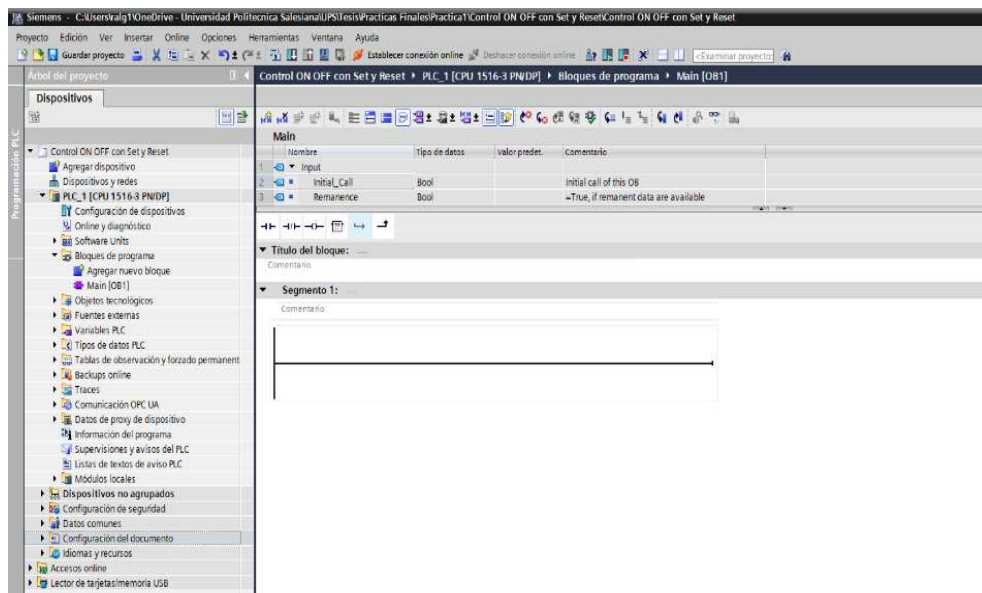 Siemens - C:\Users\ralg1\OneDrive - Universidad Politecnica Salesiana\UPS\Tesis\Practicas Finales\Practica1\Control ON OFF con Set y Reset\Control ON OFF con Set y Reset
Proyecto Edición Ver Insertar Online Opciones Herramientas Ventana Ayuda
Guardar proyecto Establecer conexión online Deshacer conexión online <Examinar proyecto>
Árbol del proyecto
Control ON OFF con Set y Reset PLC_1 [CPU 1516-3 PN/DP] Bloques de programa Main [OB1]
Dispositivos
Programación PLC
Control ON OFF con Set y Reset
Agregar dispositivo
Dispositivos y redes
PLC_1 [CPU 1516-3 PN/DP]
Configuración de dispositivos
Online y diagnóstico
Software Units
Bloques de programa
Agregar nuevo bloque
Main [OB1]
Objetos tecnológicos
Fuentes externas
Variables PLC
Tipos de datos PLC
Tablas de observación y forzado permanent
Backups online
Traces
Comunicación OPC UA
Datos de proxy de dispositivo
Información del programa
Supervisiones y avisos del PLC
Listas de textos de aviso PLC
Módulos locales
Dispositivos no agrupados
Configuración de seguridad
Datos comunes
Configuración del documento
Idiomas y recursos
Accesos online
Lector de tarjetas/memoria USB
Main
Nombre Tipo de datos Valor predet. Comentario
1 Input
2 Initial_Call Bool Initial call of this OB
3 Remanence Bool =True, if remanent data are available
Título del bloque: ....
Comentario
Segmento 1: ....
Comentario